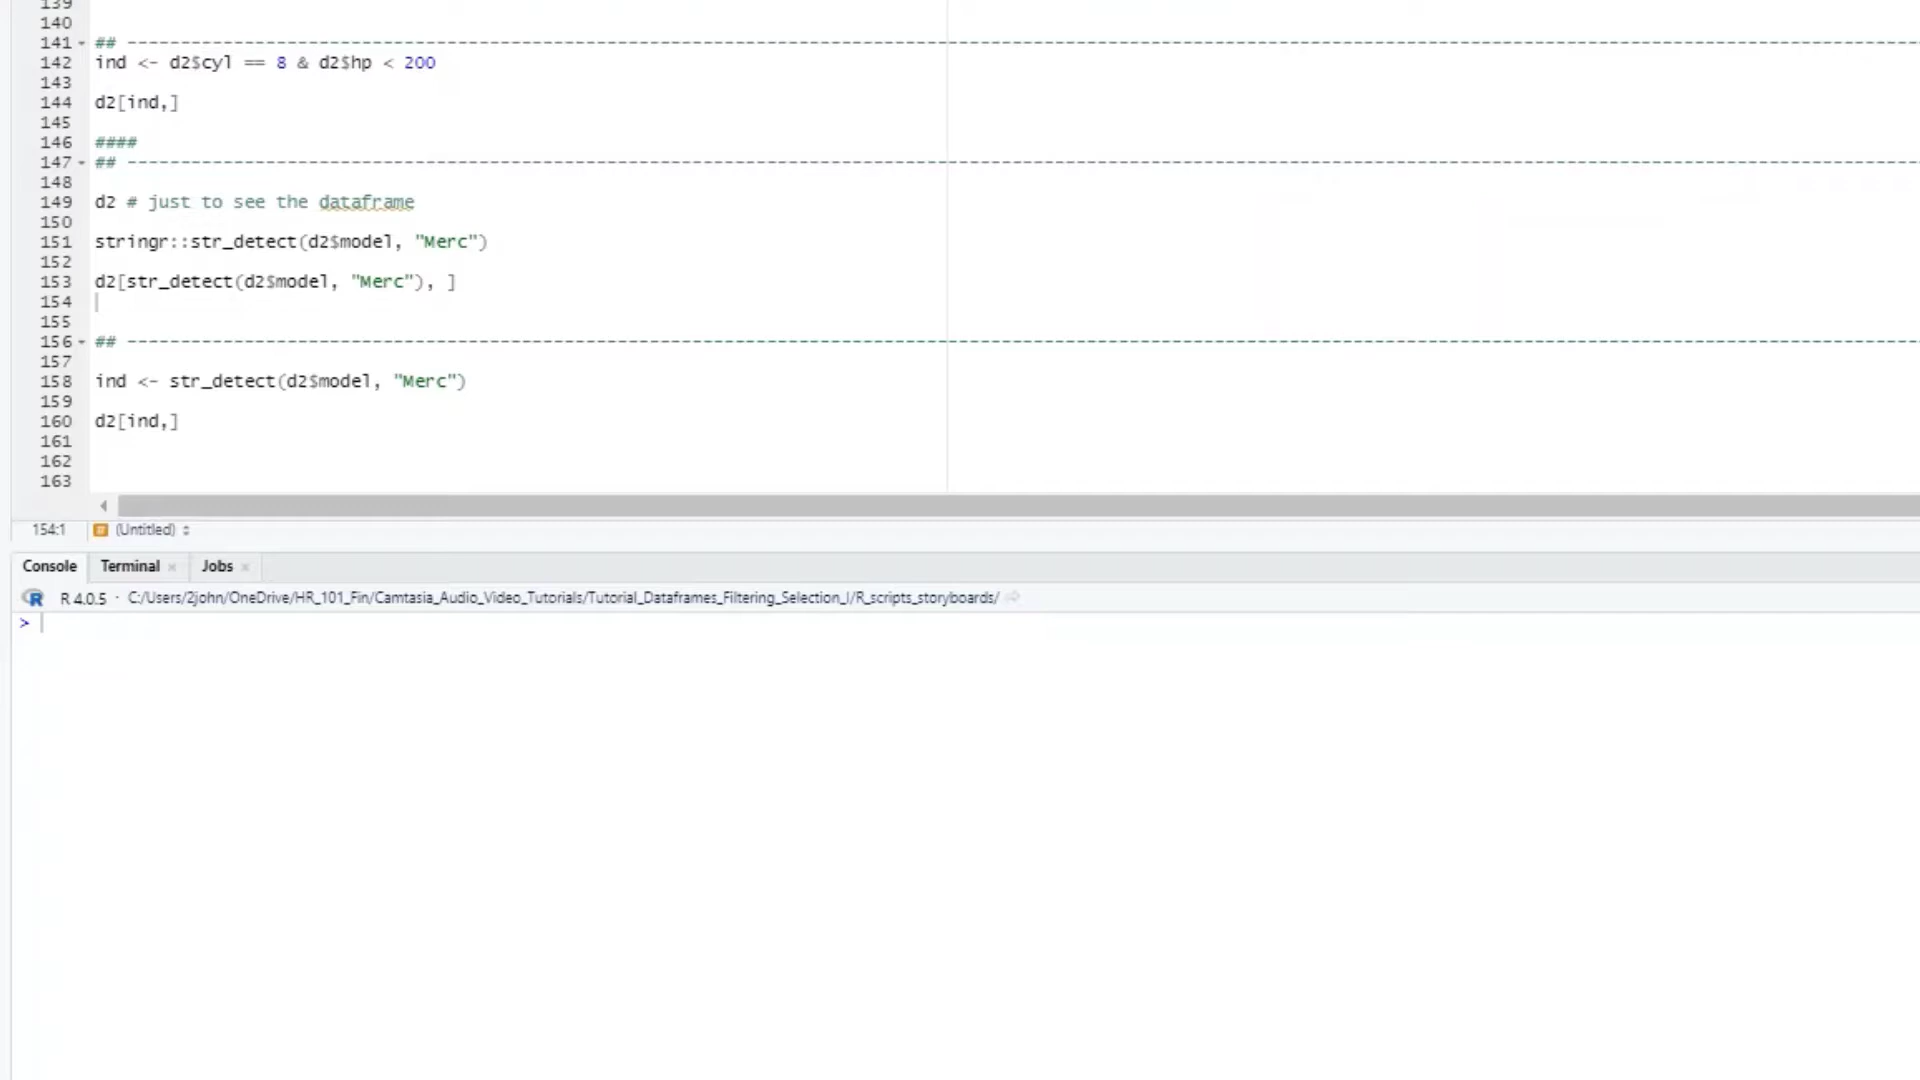 139
140
141 ## ----------------------------------------
142 ind <- d2$cyl == 8 & d2$hp < 200
143
144 d2[ind,]
145
146 ####
147 ## ----------------------------------------
148
149 d2 # just to see the dataframe
150
151 stringr::str_detect(d2$model, "Merc")
152
153 d2[str_detect(d2$model, "Merc"), ]
154
155
156 ## ----------------------------------------
157
158 ind <- str_detect(d2$model, "Merc")
159
160 d2[ind,]
161
162
163
154:1 # (Untitled)
Console Terminal × Jobs ×
R R 4.0.5 · C:/Users/2john/OneDrive/HR_101_Fin/Camtasia_Audio_Video_Tutorials/Tutorial_Dataframes_Filtering_Selection_I/R_scripts_storyboards/
>